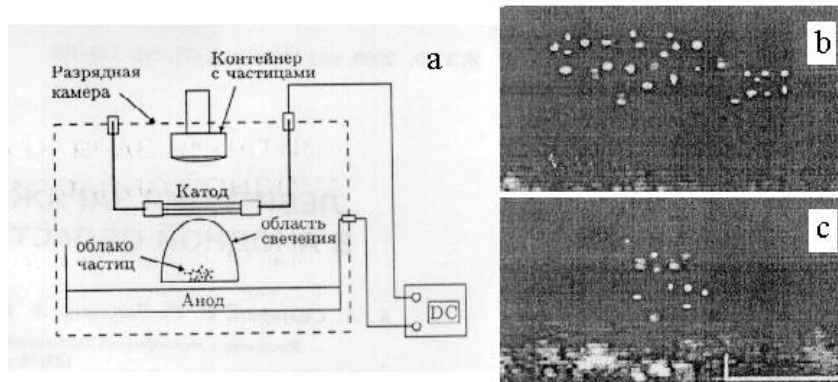 a
Контейнер
с частицами
Разрядная
камера
Катод
область
свечения
облако
частиц
Анод
DC
b
c